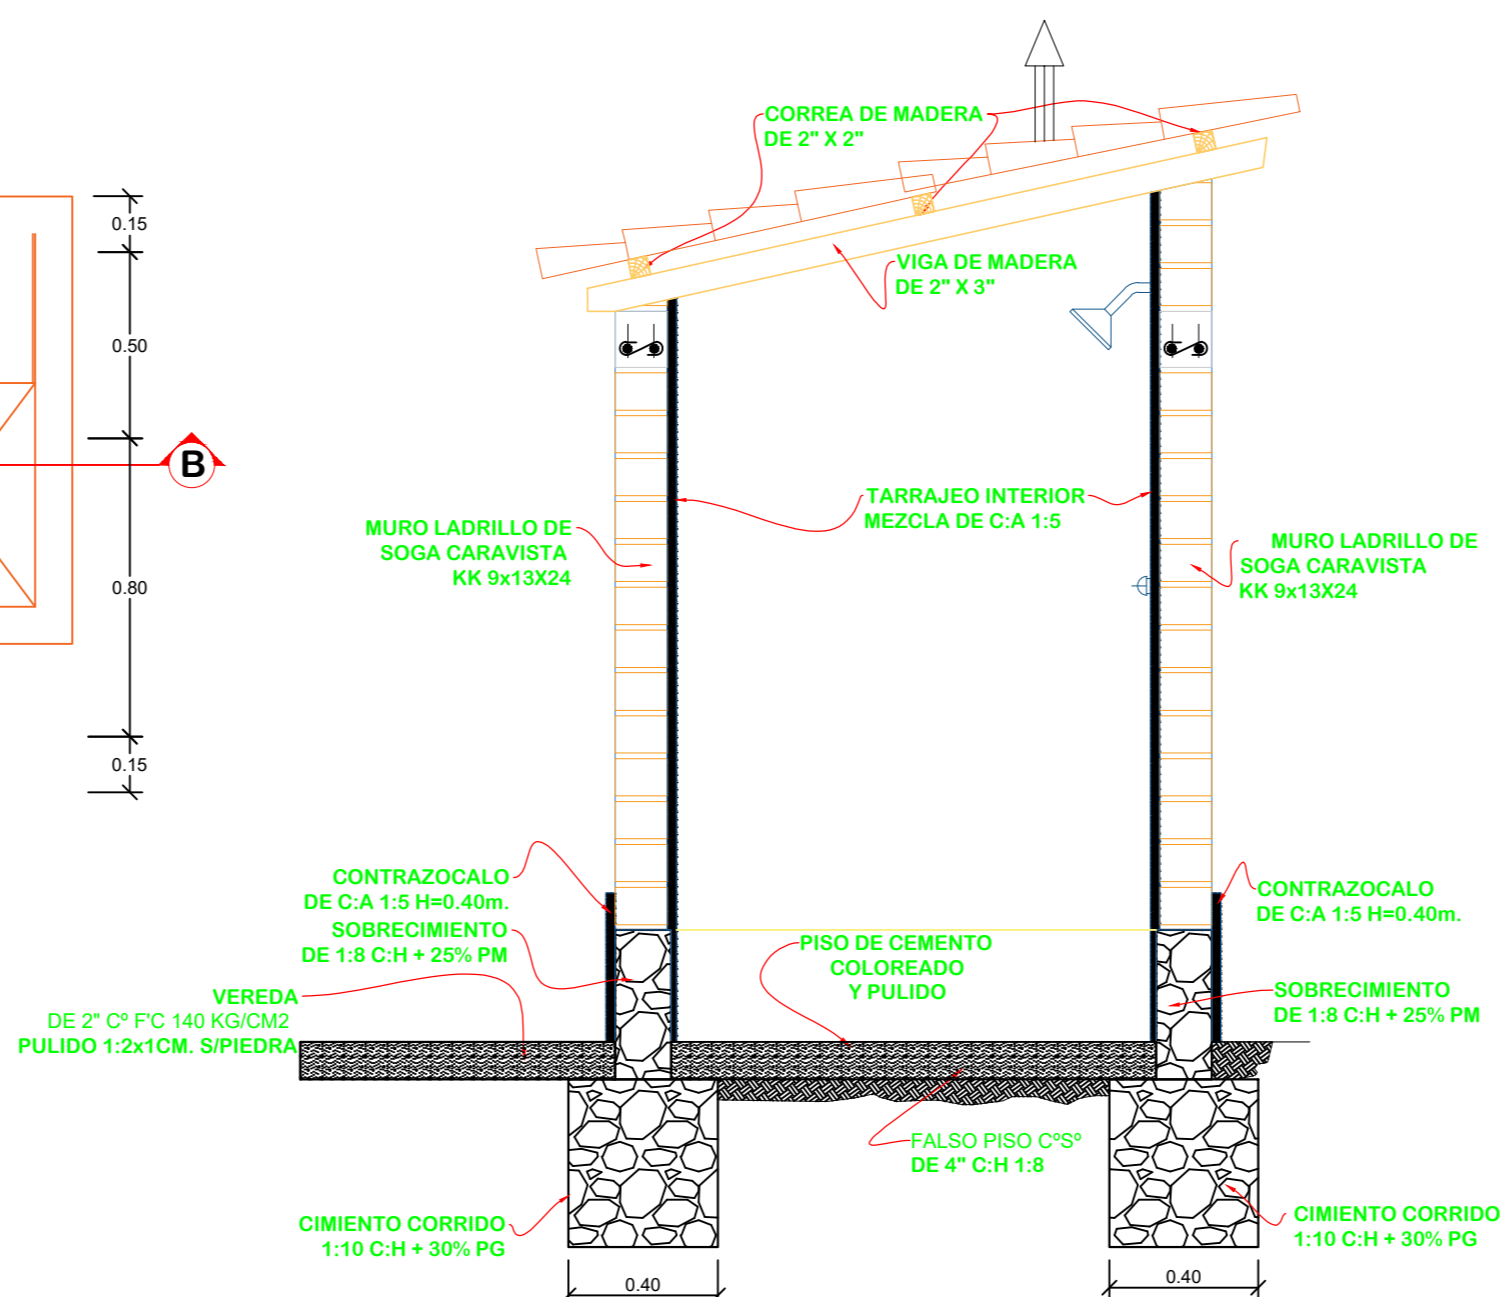 CORREA DE MADERA
DE 2" X 2"
0.15
VIGA DE MADERA
DE 2" X 3"
0.50
B
TARRAJEO INTERIOR
MEZCLA DE C:A 1:5
MURO LADRILLO DE
SOGA CARAVISTA
KK 9x13X24
MURO LADRILLO DE
SOGA CARAVISTA
KK 9x13X24
0.80
0.15
CONTRAZOCALO
DE C:A 1:5 H=0.40m.
CONTRAZOCALO
DE C:A 1:5 H=0.40m.
SOBRECIMIENTO
DE 1:8 C:H + 25% PM
PISO DE CEMENTO
COLOREADO
Y PULIDO
VEREDA
DE 2" Cº F'C 140 KG/CM2
PULIDO 1:2x1CM. S/PIEDRA
SOBRECIMIENTO
DE 1:8 C:H + 25% PM
FALSO PISO CºSº
DE 4" C:H 1:8
CIMIENTO CORRIDO
1:10 C:H + 30% PG
CIMIENTO CORRIDO
1:10 C:H + 30% PG
0.40
0.40